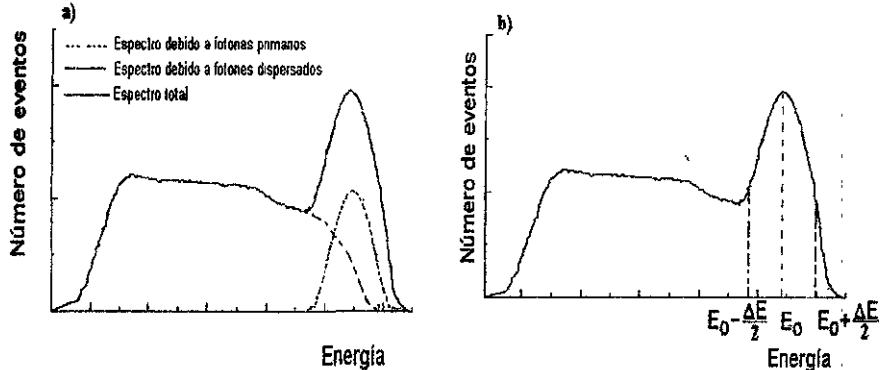 a)
Espectro debido a fotones primarios
Espectro debido a fotones dispersados
Espectro total
Número de eventos
Energía
b)
Número de eventos
E₀-ΔE/2 E₀ E₀+ΔE/2
Energía